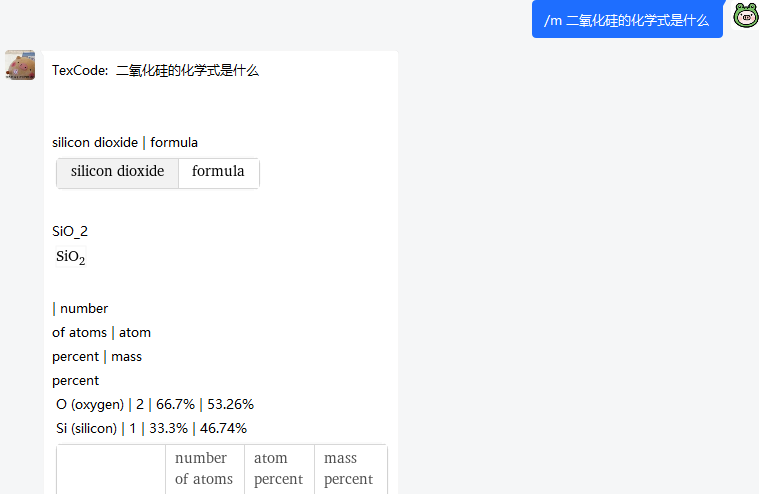 /m 二氧化硅的化学式是什么
TexCode: 二氧化硅的化学式是什么
silicon dioxide | formula
silicon dioxide formula
SiO_2
SiO₂
| number
of atoms | atom
percent | mass
percent
O (oxygen) | 2 | 66.7% | 53.26%
Si (silicon) | 1 | 33.3% | 46.74%
number atom mass
of atoms percent percent